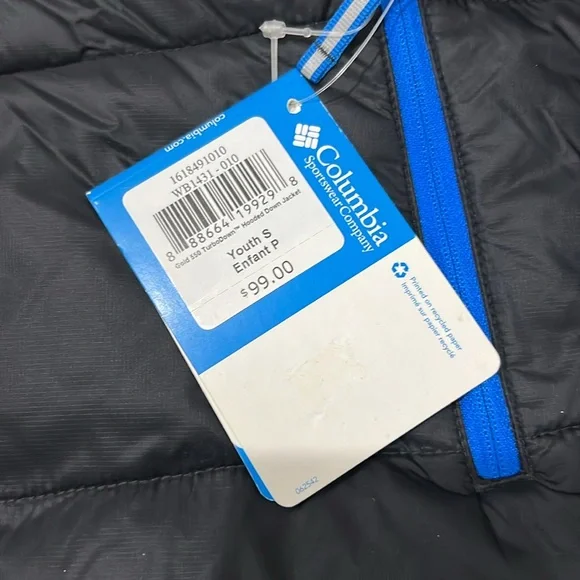 columbia.com
1618491010
WB1431-010
8 88664 19929 8
Gold 550 TurboDown™ Hooded Down Jacket
Youth S
Enfant P
$99.00
Columbia
Sportswear Company
Printed on recycled paper
Imprimé sur papier recyclé
062542